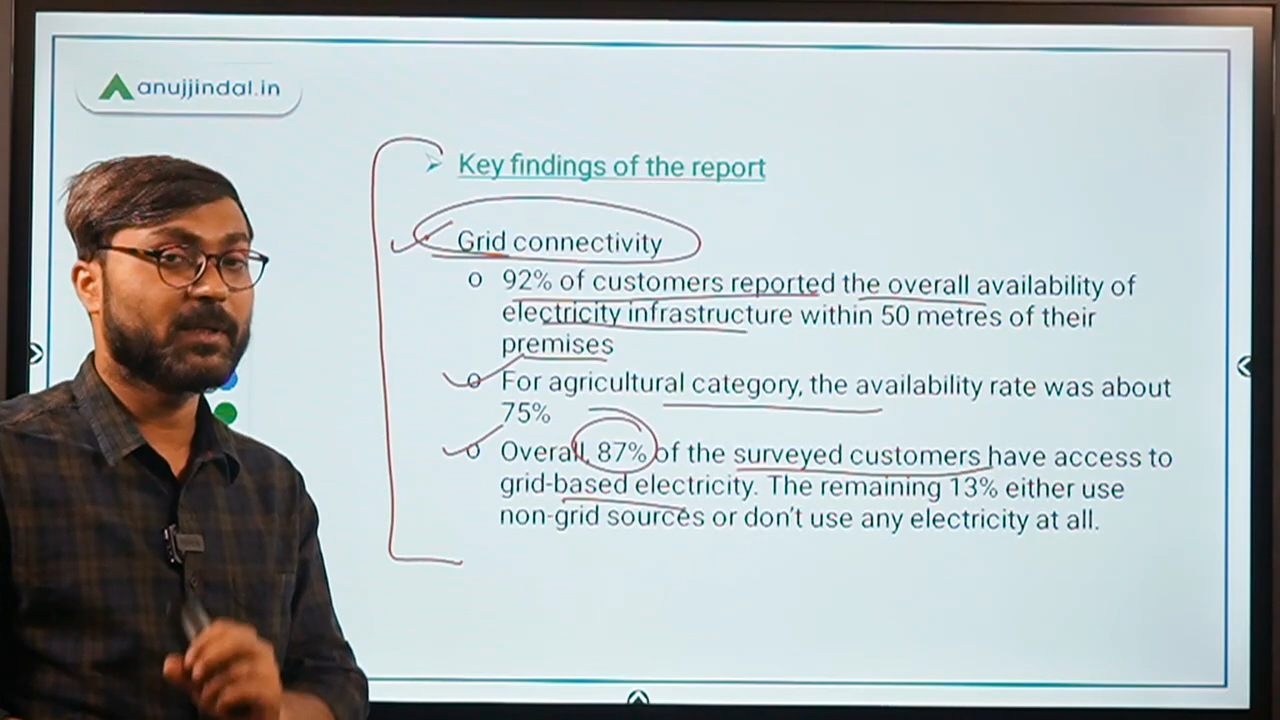 anujjindal.in
Key findings of the report
Grid connectivity
o 92% of customers reported the overall availability of
electricity infrastructure within 50 metres of their
premises
o For agricultural category, the availability rate was about
75%
o Overall, 87% of the surveyed customers have access to
grid-based electricity. The remaining 13% either use
non-grid sources or don't use any electricity at all.